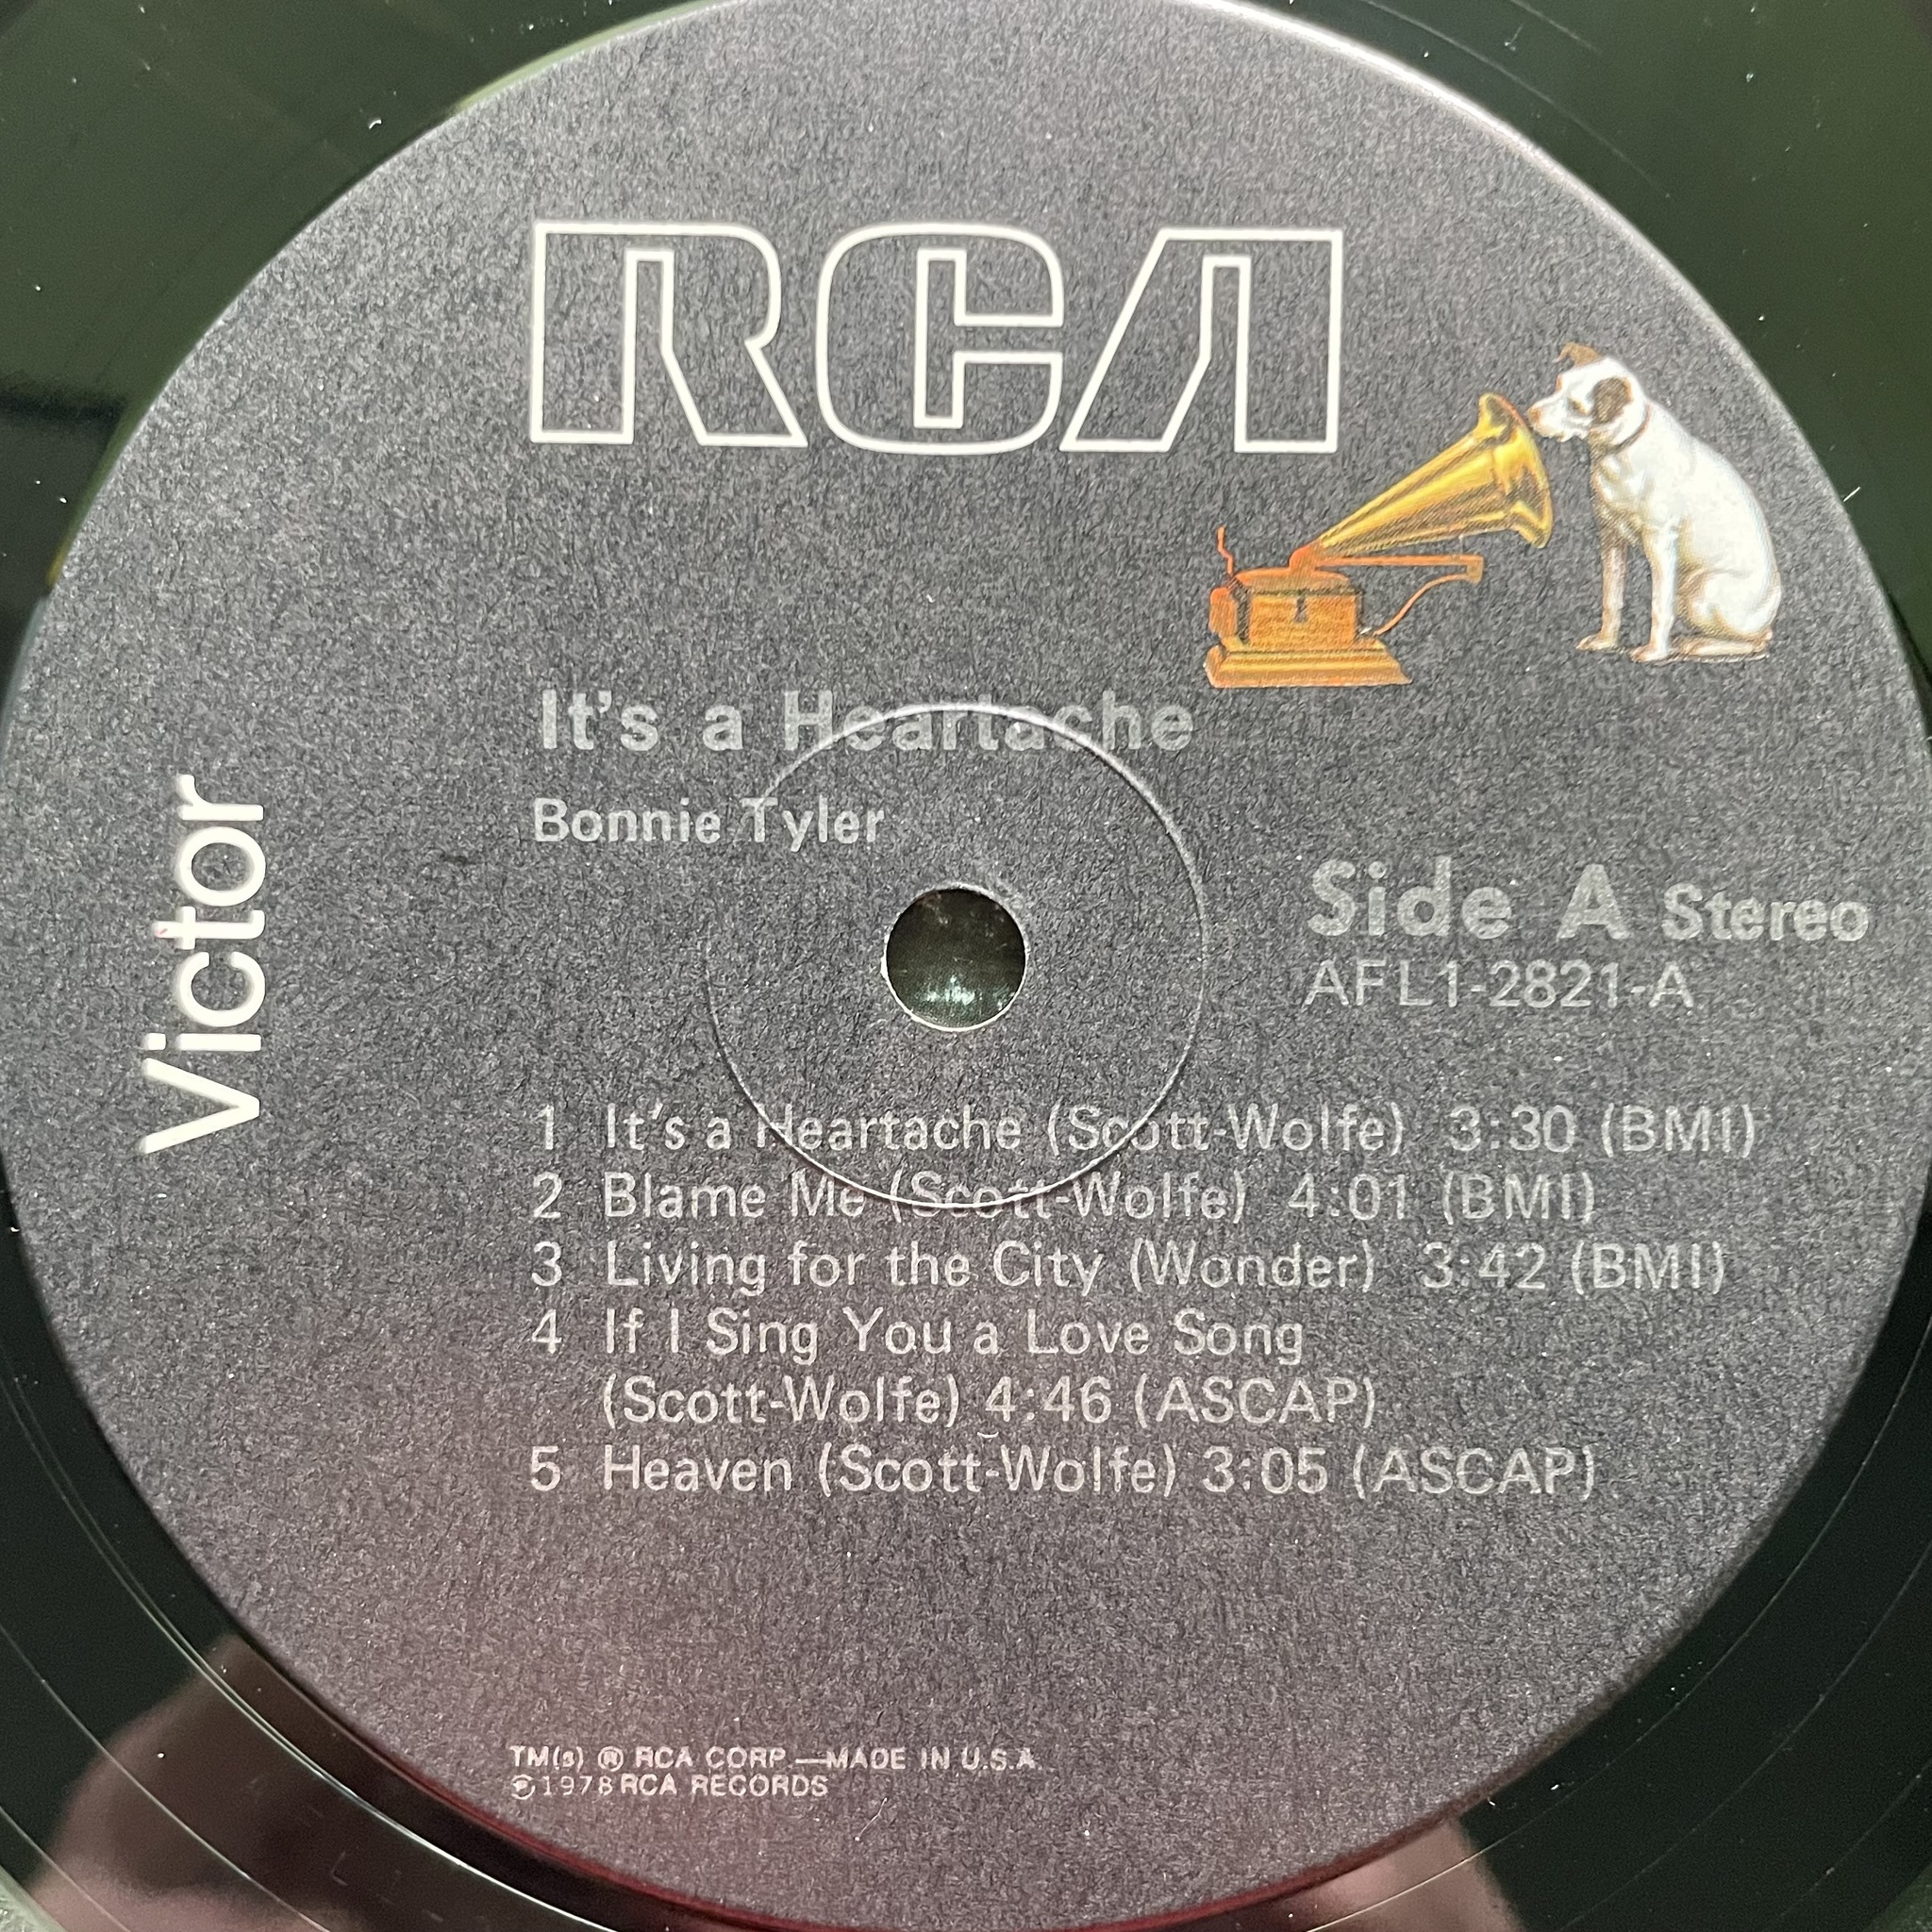 RCA
Victor
It's a Heartache
Bonnie Tyler
Side A Stereo
AFL1-2821-A
1 It's a Heartache (Scott-Wolfe) 3:30 (BMI)
2 Blame Me (Scott-Wolfe) 4:01 (BMI)
3 Living for the City (Wonder) 3:42 (BMI)
4 If I Sing You a Love Song
(Scott-Wolfe) 4:46 (ASCAP)
5 Heaven (Scott-Wolfe) 3:05 (ASCAP)
TM(s) ® RCA CORP.—MADE IN U.S.A.
℗1978 RCA RECORDS